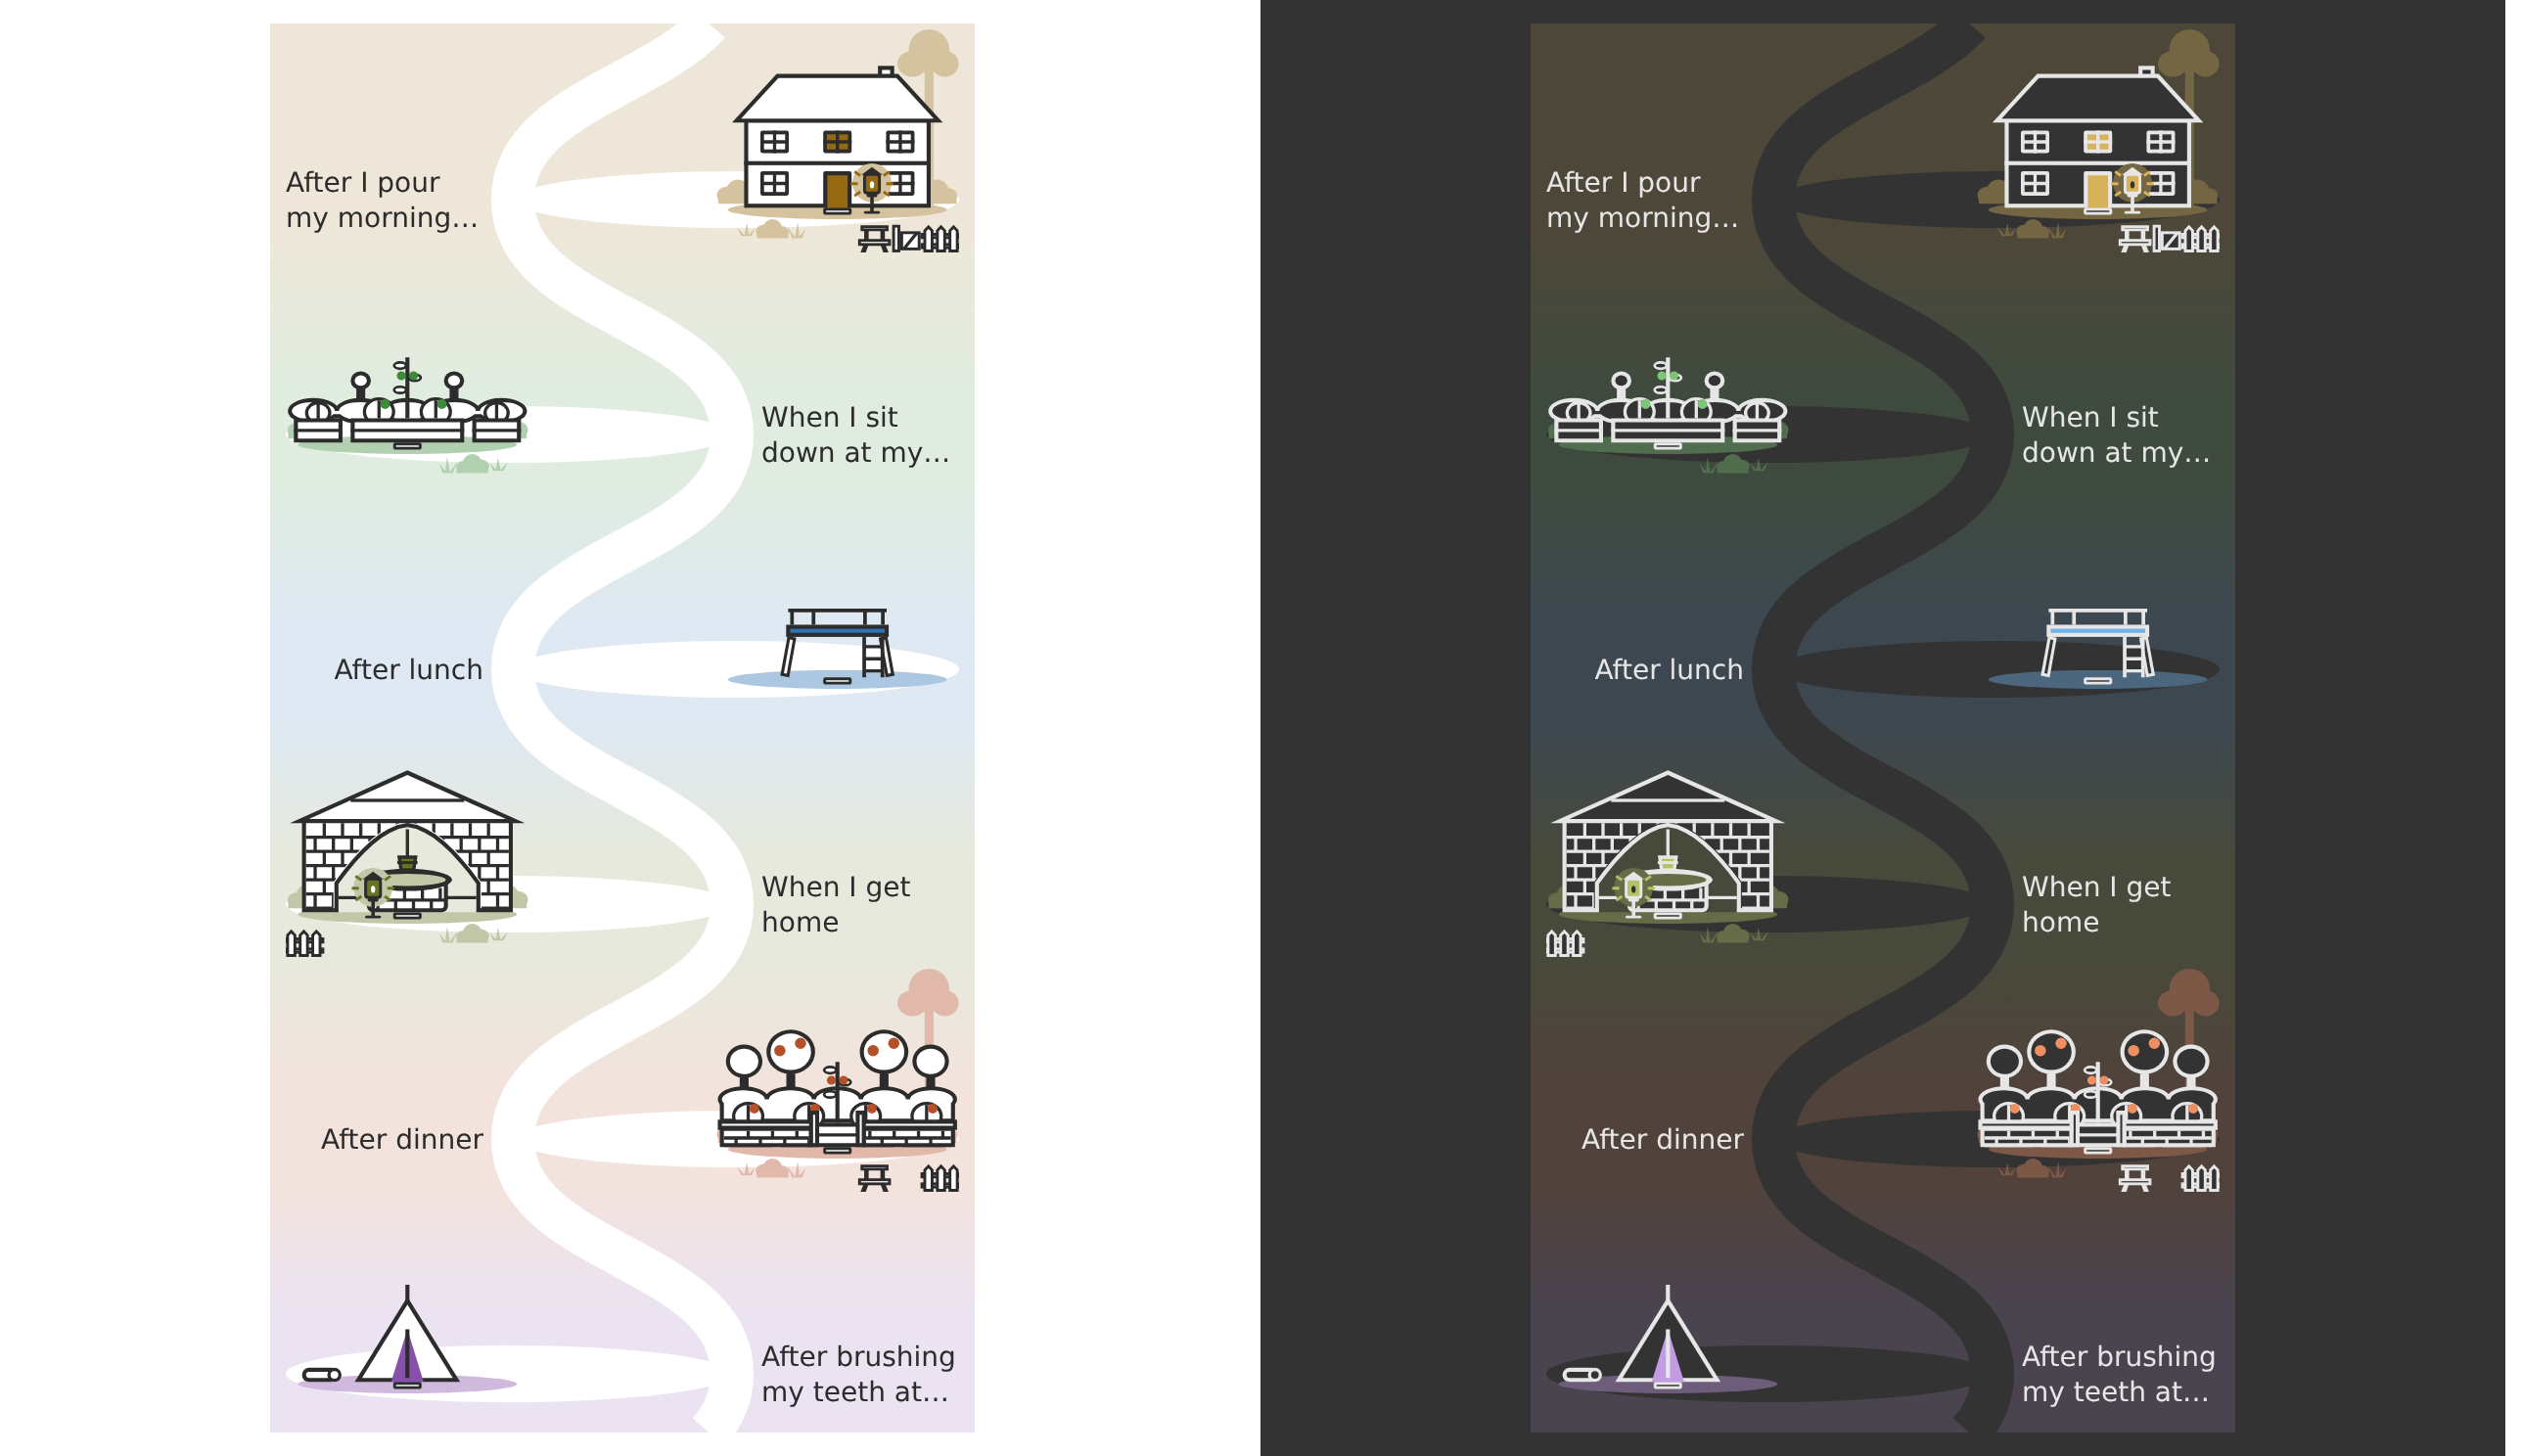 After I pour
my morning...
When I sit
down at my...
After lunch
When I get
home
After dinner
After brushing
my teeth at...
After I pour
my morning...
When I sit
down at my...
After lunch
When I get
home
After dinner
After brushing
my teeth at...